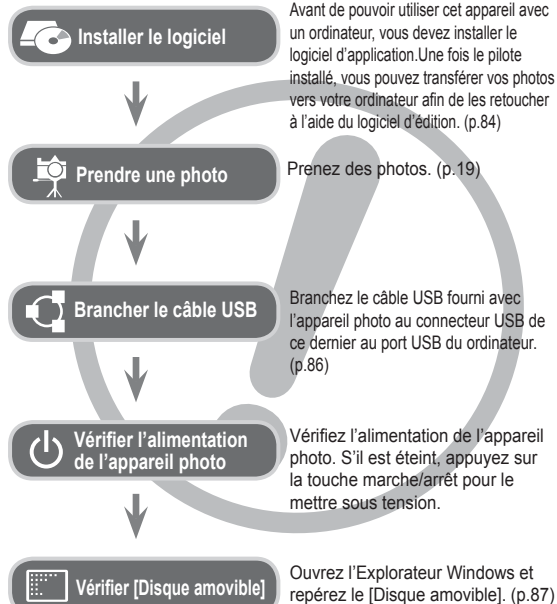 Installer le logiciel
Avant de pouvoir utiliser cet appareil avec
un ordinateur, vous devez installer le
logiciel d'application.Une fois le pilote
installé, vous pouvez transférer vos photos
vers votre ordinateur afin de les retoucher
à l'aide du logiciel d'édition. (p.84)
Prendre une photo
Prenez des photos. (p.19)
Brancher le câble USB
Branchez le câble USB fourni avec
l'appareil photo au connecteur USB de
ce dernier au port USB du ordinateur.
(p.86)
Vérifier l'alimentation
de l'appareil photo
Vérifiez l'alimentation de l'appareil
photo. S'il est éteint, appuyez sur
la touche marche/arrêt pour le
mettre sous tension.
Vérifier [Disque amovible]
Ouvrez l'Explorateur Windows et
repérez le [Disque amovible]. (p.87)